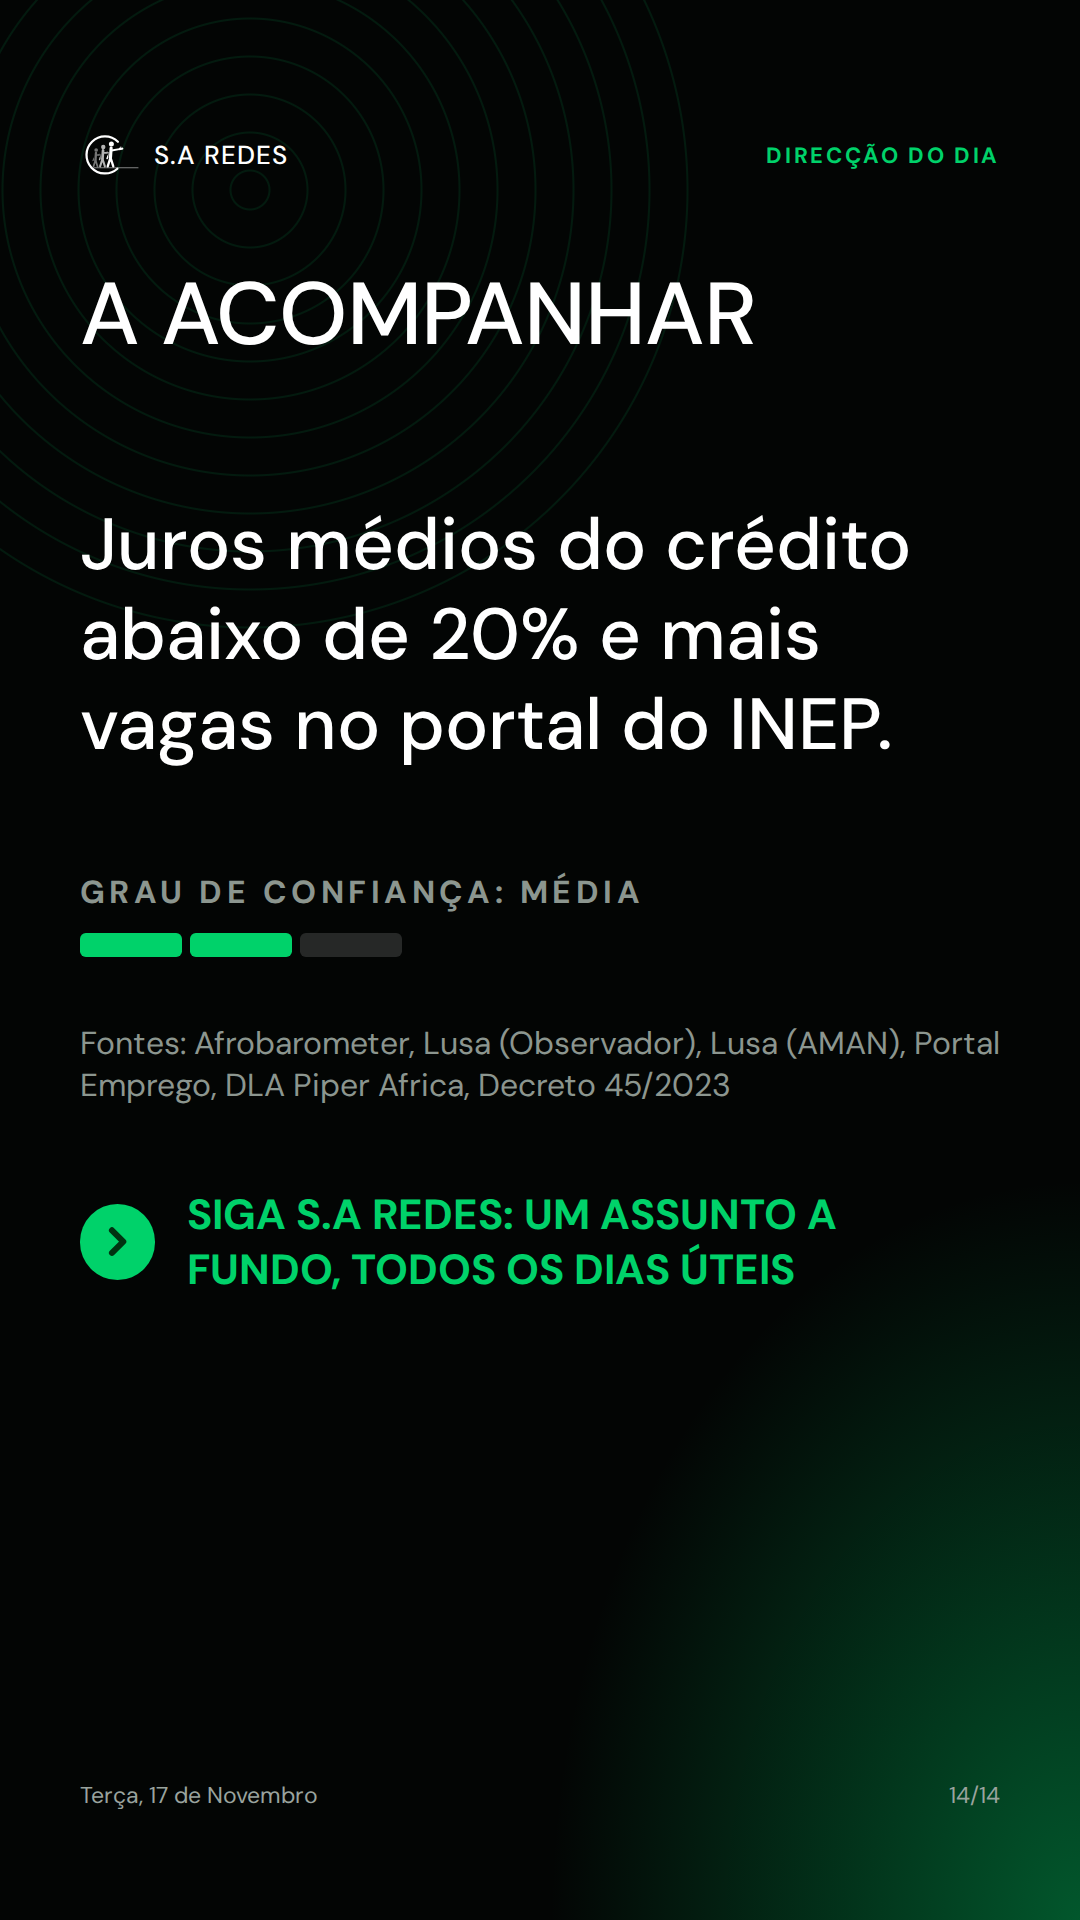 S.A REDES
DIRECÇÃO DO DIA
A ACOMPANHAR
Juros médios do crédito
abaixo de 20% e mais
vagas no portal do INEP.
GRAU DE CONFIANÇA: MÉDIA
Fontes: Afrobarometer, Lusa (Observador), Lusa (AMAN), Portal
Emprego, DLA Piper Africa, Decreto 45/2023
SIGA S.A REDES: UM ASSUNTO A
FUNDO, TODOS OS DIAS ÚTEIS
Terça, 17 de Novembro
14/14